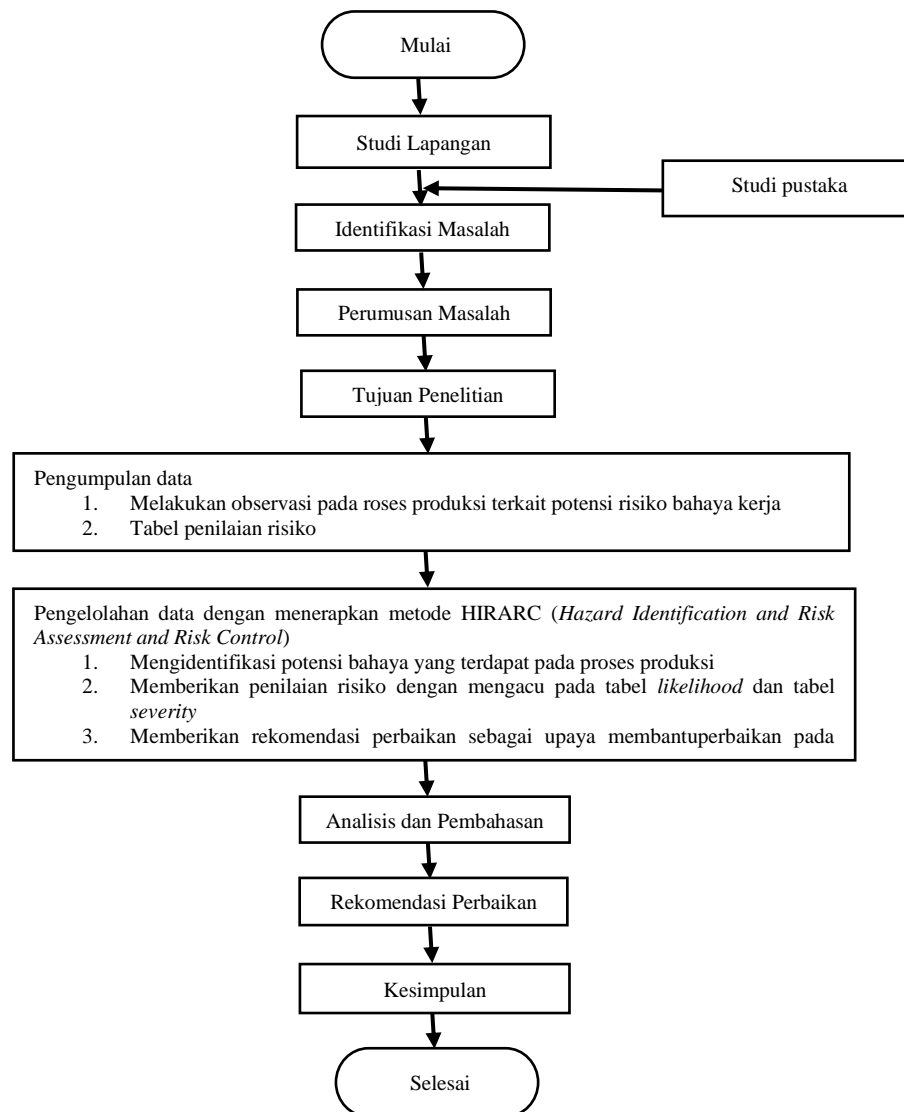 Mulai
Studi Lapangan
Studi pustaka
Identifikasi Masalah
Perumusan Masalah
Tujuan Penelitian
Pengumpulan data
1. Melakukan observasi pada roses produksi terkait potensi risiko bahaya kerja
2. Tabel penilaian risiko
Pengelolahan data dengan menerapkan metode HIRARC (Hazard Identification and Risk
Assessment and Risk Control)
1. Mengidentifikasi potensi bahaya yang terdapat pada proses produksi
2. Memberikan penilaian risiko dengan mengacu pada tabel likelihood dan tabel
severity
3. Memberikan rekomendasi perbaikan sebagai upaya membantuperbaikan pada
Analisis dan Pembahasan
Rekomendasi Perbaikan
Kesimpulan
Selesai